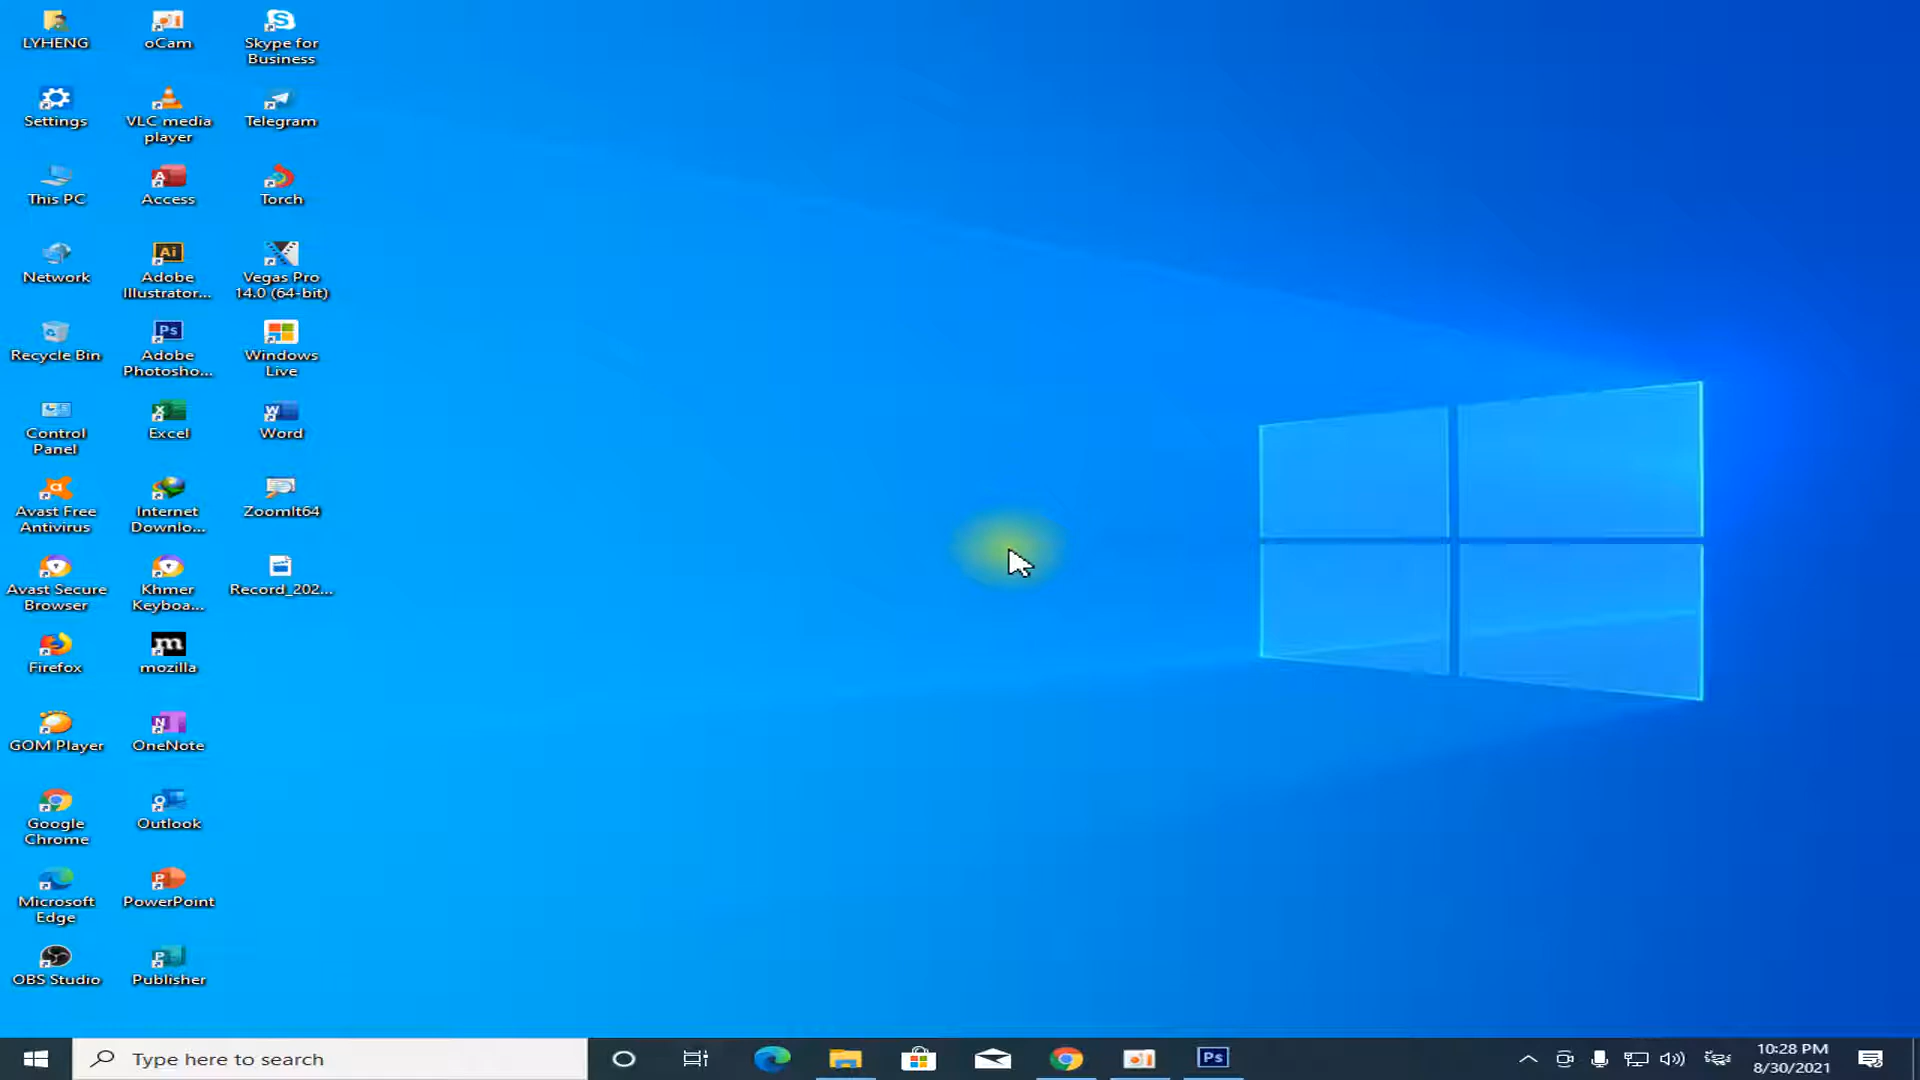 LYHENG
oCam
Skype for
Business
Settings
VLC media
player
Telegram
This PC
Access
Torch
Network
Adobe
Illustrator...
Vegas Pro
14.0 (64-bit)
Recycle Bin
Adobe
Photosho...
Windows
Live
Control
Panel
Excel
Word
Avast Free
Antivirus
Internet
Downlo...
ZoomIt64
Avast Secure
Browser
Khmer
Keyboa...
Record_202...
Firefox
mozilla
GOM Player
OneNote
Google
Chrome
Outlook
Microsoft
Edge
PowerPoint
OBS Studio
Publisher
Type here to search
10:28 PM
8/30/2021